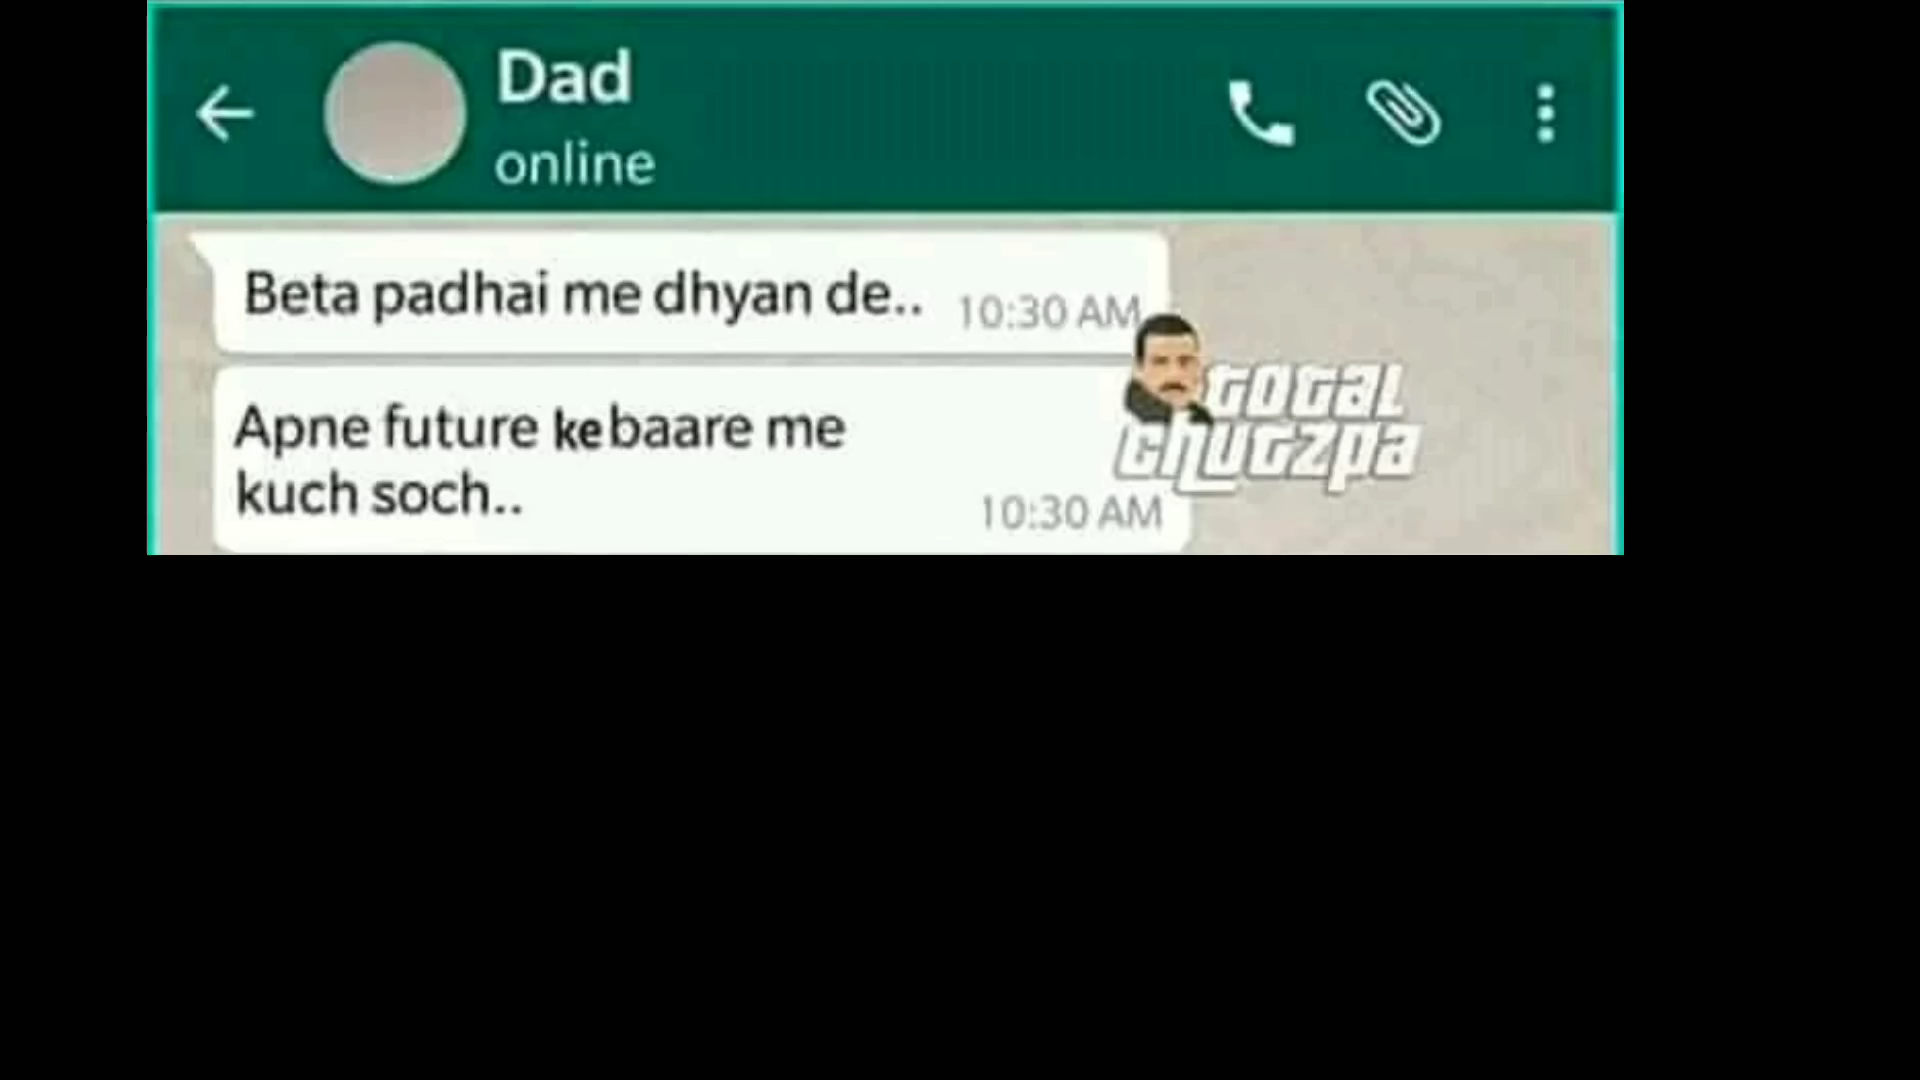 Dad
online
Beta padhai me dhyan de.. 10:30 AM
total
chutzpa
Apne future ke baare me
kuch soch..
10:30 AM